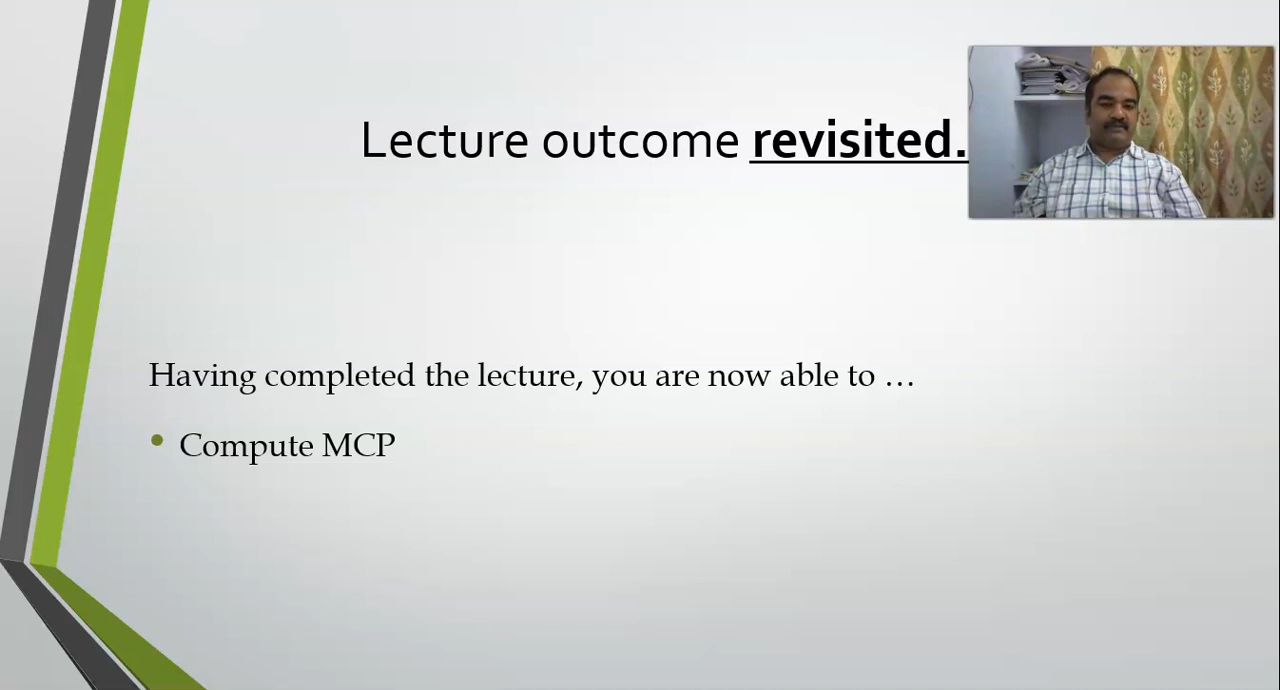 Lecture outcome revisited.
Having completed the lecture, you are now able to …
• Compute MCP